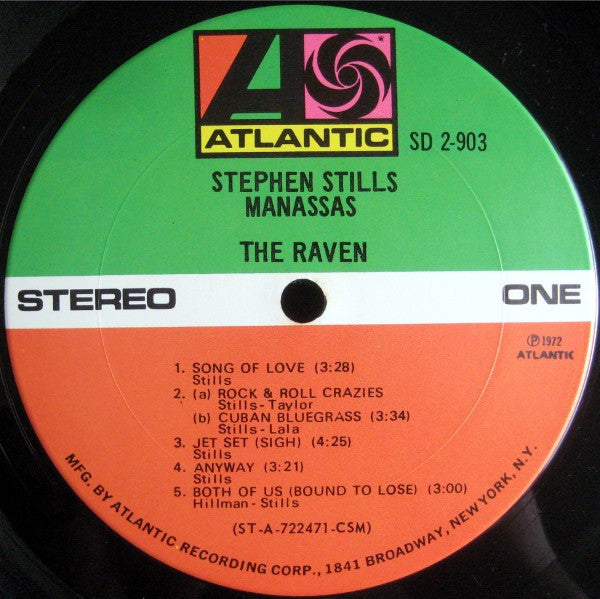 ATLANTIC
SD 2-903
STEPHEN STILLS
MANASSAS
THE RAVEN
STEREO
ONE
℗1972
ATLANTIC
1. SONG OF LOVE (3:28)
Stills
2. (a) ROCK & ROLL CRAZIES
Stills-Taylor
(b) CUBAN BLUEGRASS (3:34)
Stills-Lala
3. JET SET (SIGH) (4:25)
Stills
4. ANYWAY (3:21)
Stills
5. BOTH OF US (BOUND TO LOSE) (3:00)
Hillman-Stills
(ST-A-722471-CSM)
MFG. BY ATLANTIC RECORDING CORP., 1841 BROADWAY, NEW YORK, N.Y.